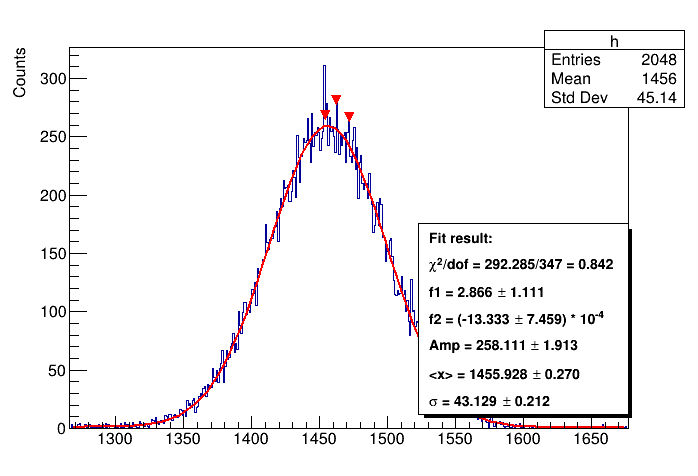 h
Entries 2048
Mean 1456
Std Dev 45.14
Counts
300
250
200
150
100
50
0
Fit result:
χ²/dof = 292.285/347 = 0.842
f1 = 2.866 ± 1.111
f2 = (-13.333 ± 7.459) * 10⁻⁴
Amp = 258.111 ± 1.913
<x> = 1455.928 ± 0.270
σ = 43.129 ± 0.212
1300 1350 1400 1450 1500 1550 1600 1650